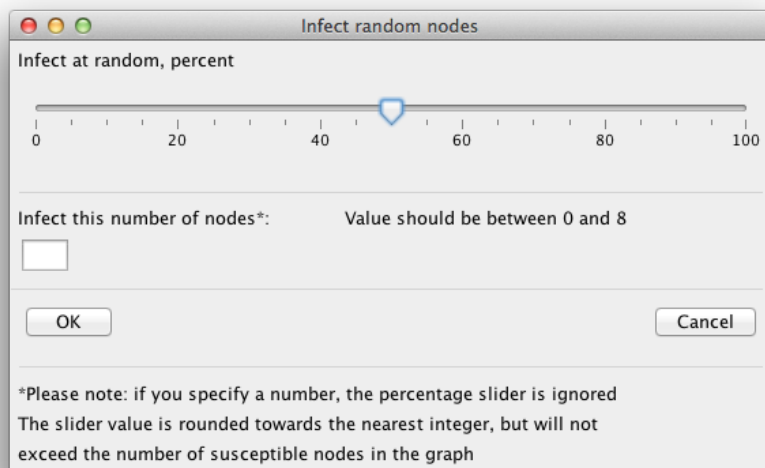 Infect random nodes
Infect at random, percent
0 20 40 60 80 100
Infect this number of nodes*: Value should be between 0 and 8
OK Cancel
*Please note: if you specify a number, the percentage slider is ignored
The slider value is rounded towards the nearest integer, but will not
exceed the number of susceptible nodes in the graph